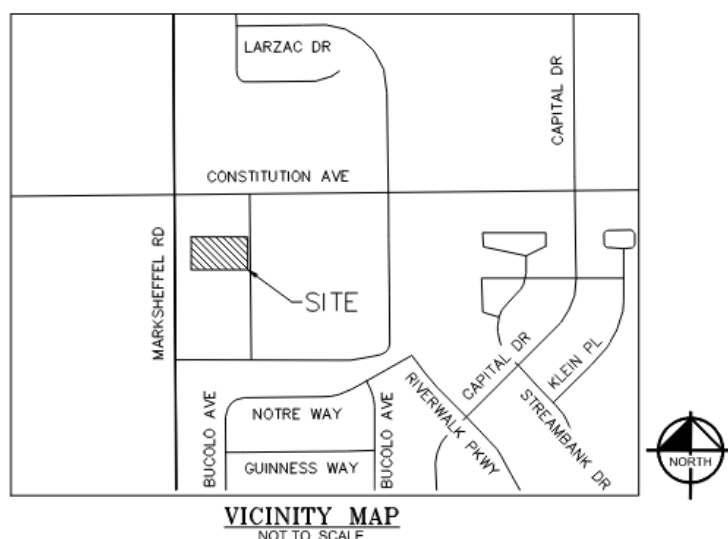 LARZAC DR
CAPITAL DR
CONSTITUTION AVE
MARKSHEFFEL RD
SITE
CAPITAL DR
KLEIN PL
RIVERWALK PKWY
STREAMBANK DR
BUCOLO AVE
NOTRE WAY
BUCOLO AVE
GUINNESS WAY
NORTH
VICINITY MAP
NOT TO SCALE